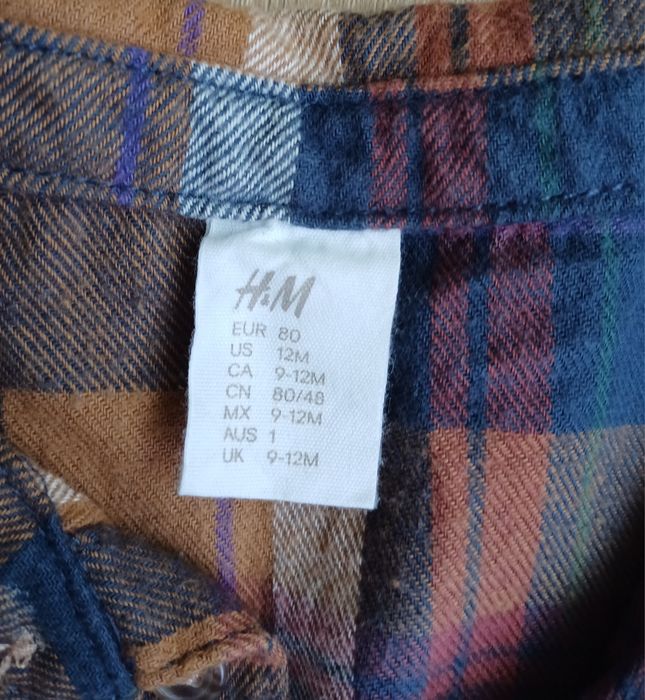 H&M
EUR 80
US 12M
CA 9-12M
CN 80/48
MX 9-12M
AUS 1
UK 9-12M